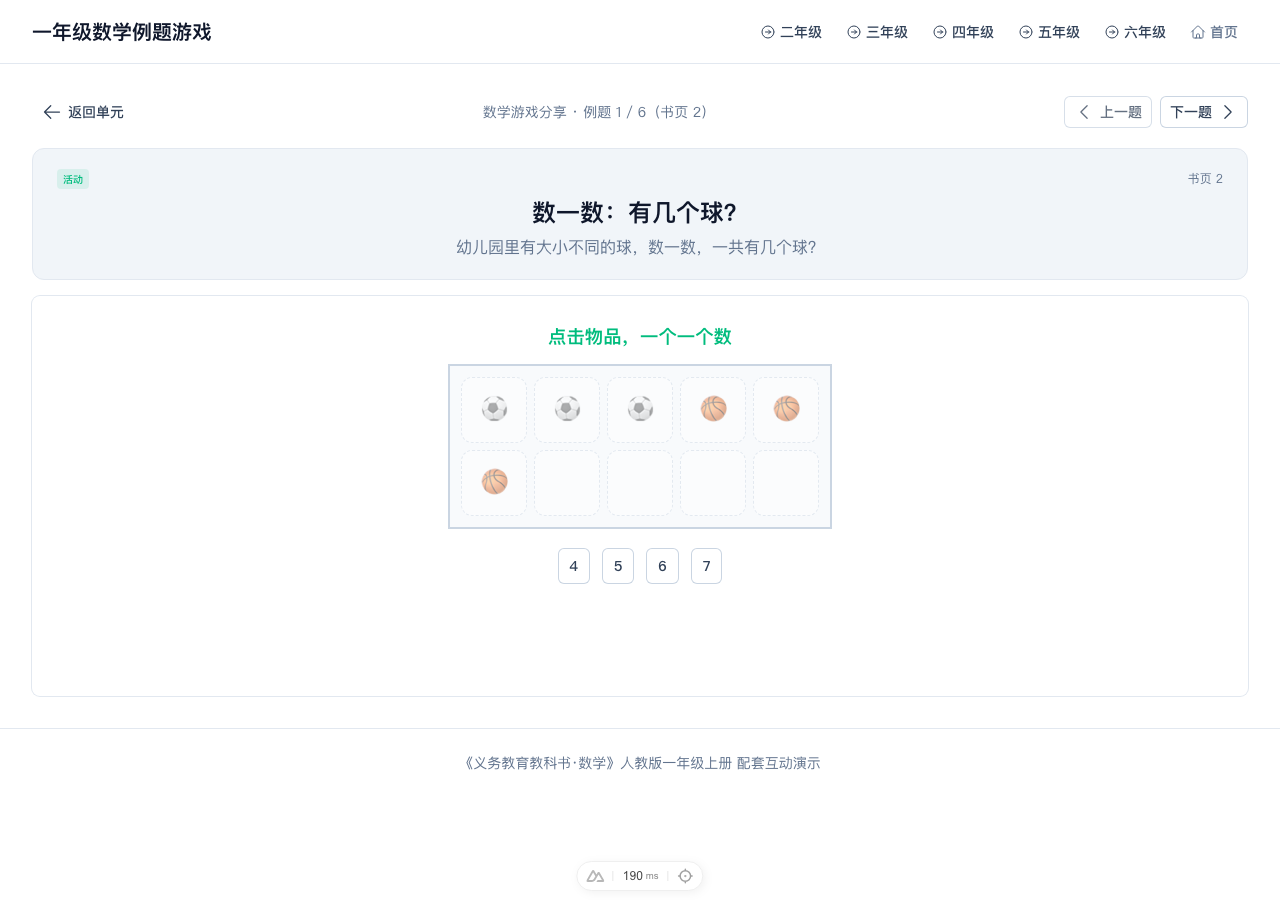 一年级数学例题游戏
二年级
三年级
四年级
五年级
六年级
首页
返回单元
数学游戏分享 · 例题 1 / 6（书页 2）
上一题
下一题
活动
书页 2
数一数：有几个球？
幼儿园里有大小不同的球，数一数，一共有几个球？
点击物品，一个一个数
4
5
6
7
《义务教育教科书·数学》人教版一年级上册 配套互动演示
190 ms